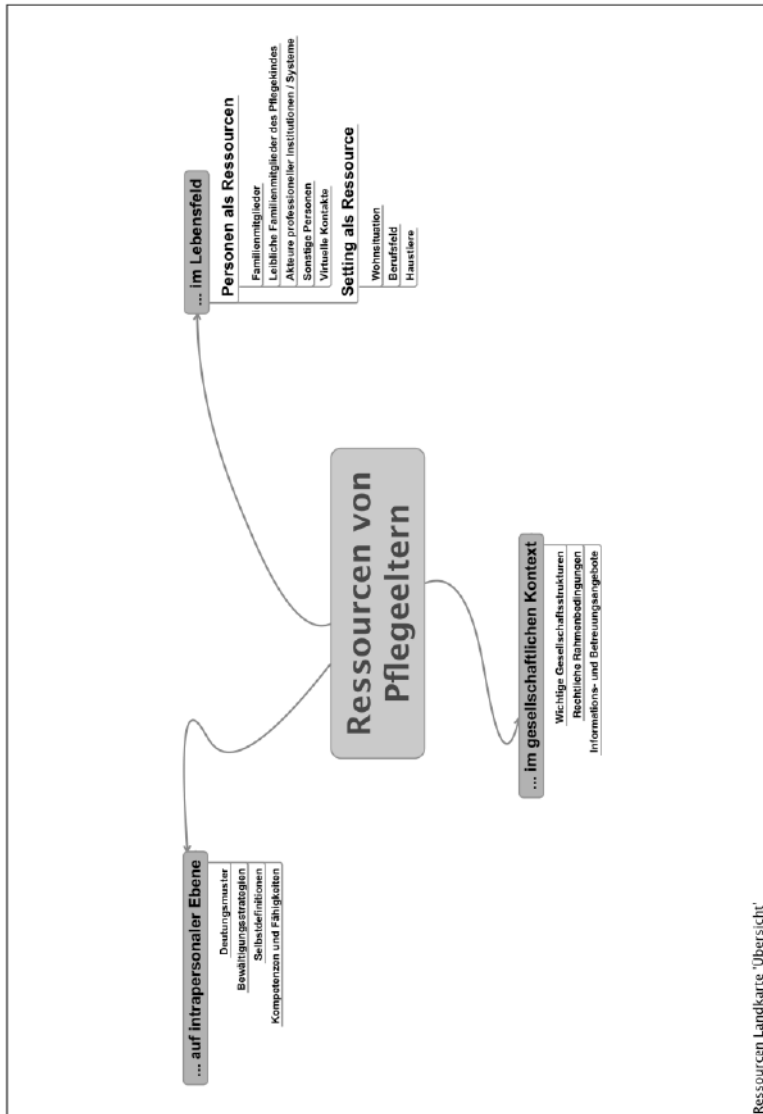 Ressourcen von
Pflegeeltern
... auf intrapersonaler Ebene
Deutungsmuster
Bewältigungsstrategien
Selbstdefinitionen
Kompetenzen und Fähigkeiten
... im Lebensfeld
Personen als Ressourcen
Familienmitglieder
Leibliche Familienmitglieder des Pflegekindes
Akteure professioneller Institutionen / Systeme
Sonstige Personen
Virtuelle Kontakte
Setting als Ressource
Wohnsituation
Berufsfeld
Haustiere
... im gesellschaftlichen Kontext
Wichtige Gesellschaftsstrukturen
Rechtliche Rahmenbedingungen
Informations- und Betreuungsangebote
Ressourcen Landkarte 'Übersicht'